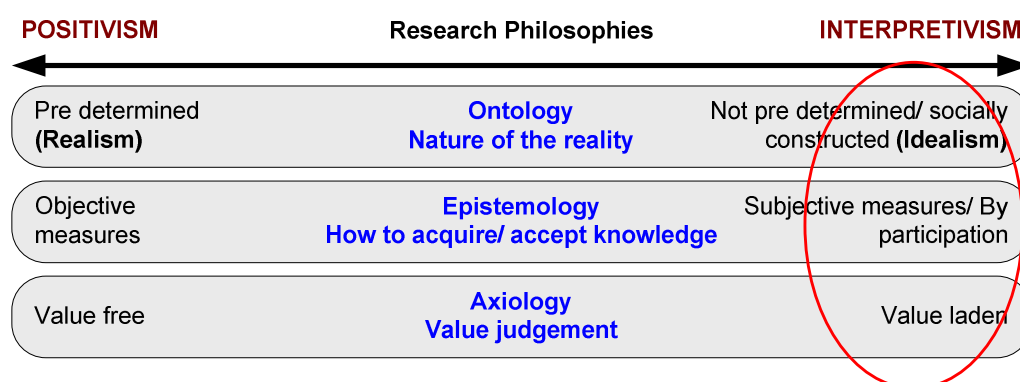 POSITIVISM Research Philosophies INTERPRETIVISM
Pre determined Ontology Not pre determined/ socially
(Realism) Nature of the reality constructed (Idealism)
Objective Epistemology Subjective measures/ By
measures How to acquire/ accept knowledge participation
Axiology
Value free Value laden
Value judgement